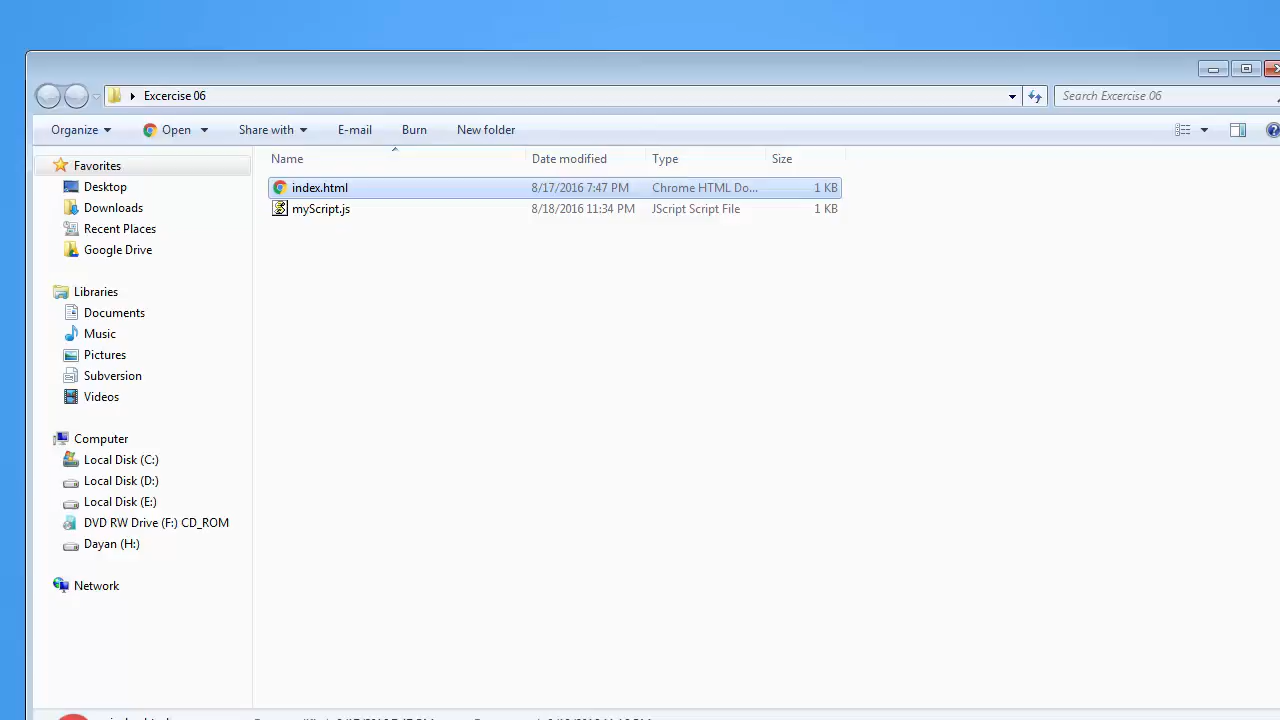 Excercise 06
Search Excercise 06
Organize Open Share with E-mail Burn New folder
Name Date modified Type Size
Favorites
Desktop
Downloads
Recent Places
Google Drive
Libraries
Documents
Music
Pictures
Subversion
Videos
Computer
Local Disk (C:)
Local Disk (D:)
Local Disk (E:)
DVD RW Drive (F:) CD_ROM
Dayan (H:)
Network
index.html 8/17/2016 7:47 PM Chrome HTML Do... 1 KB
myScript.js 8/18/2016 11:34 PM JScript Script File 1 KB